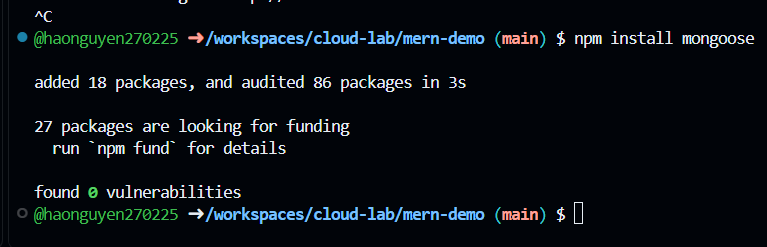 ^C
@haonguyen270225 ➜/workspaces/cloud-lab/mern-demo (main) $ npm install mongoose
added 18 packages, and audited 86 packages in 3s
27 packages are looking for funding
run `npm fund` for details
found 0 vulnerabilities
@haonguyen270225 ➜/workspaces/cloud-lab/mern-demo (main) $